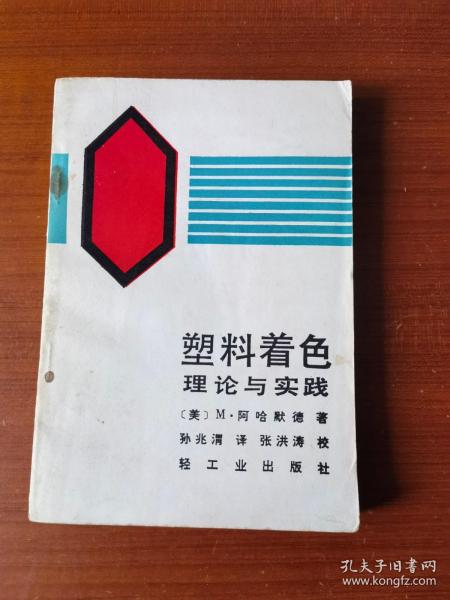 塑料着色
理论与实践
〔美〕M·阿哈默德 著
孙兆渭 译 张洪涛 校
轻工业出版社
孔夫子旧书网
www.kongfz.com